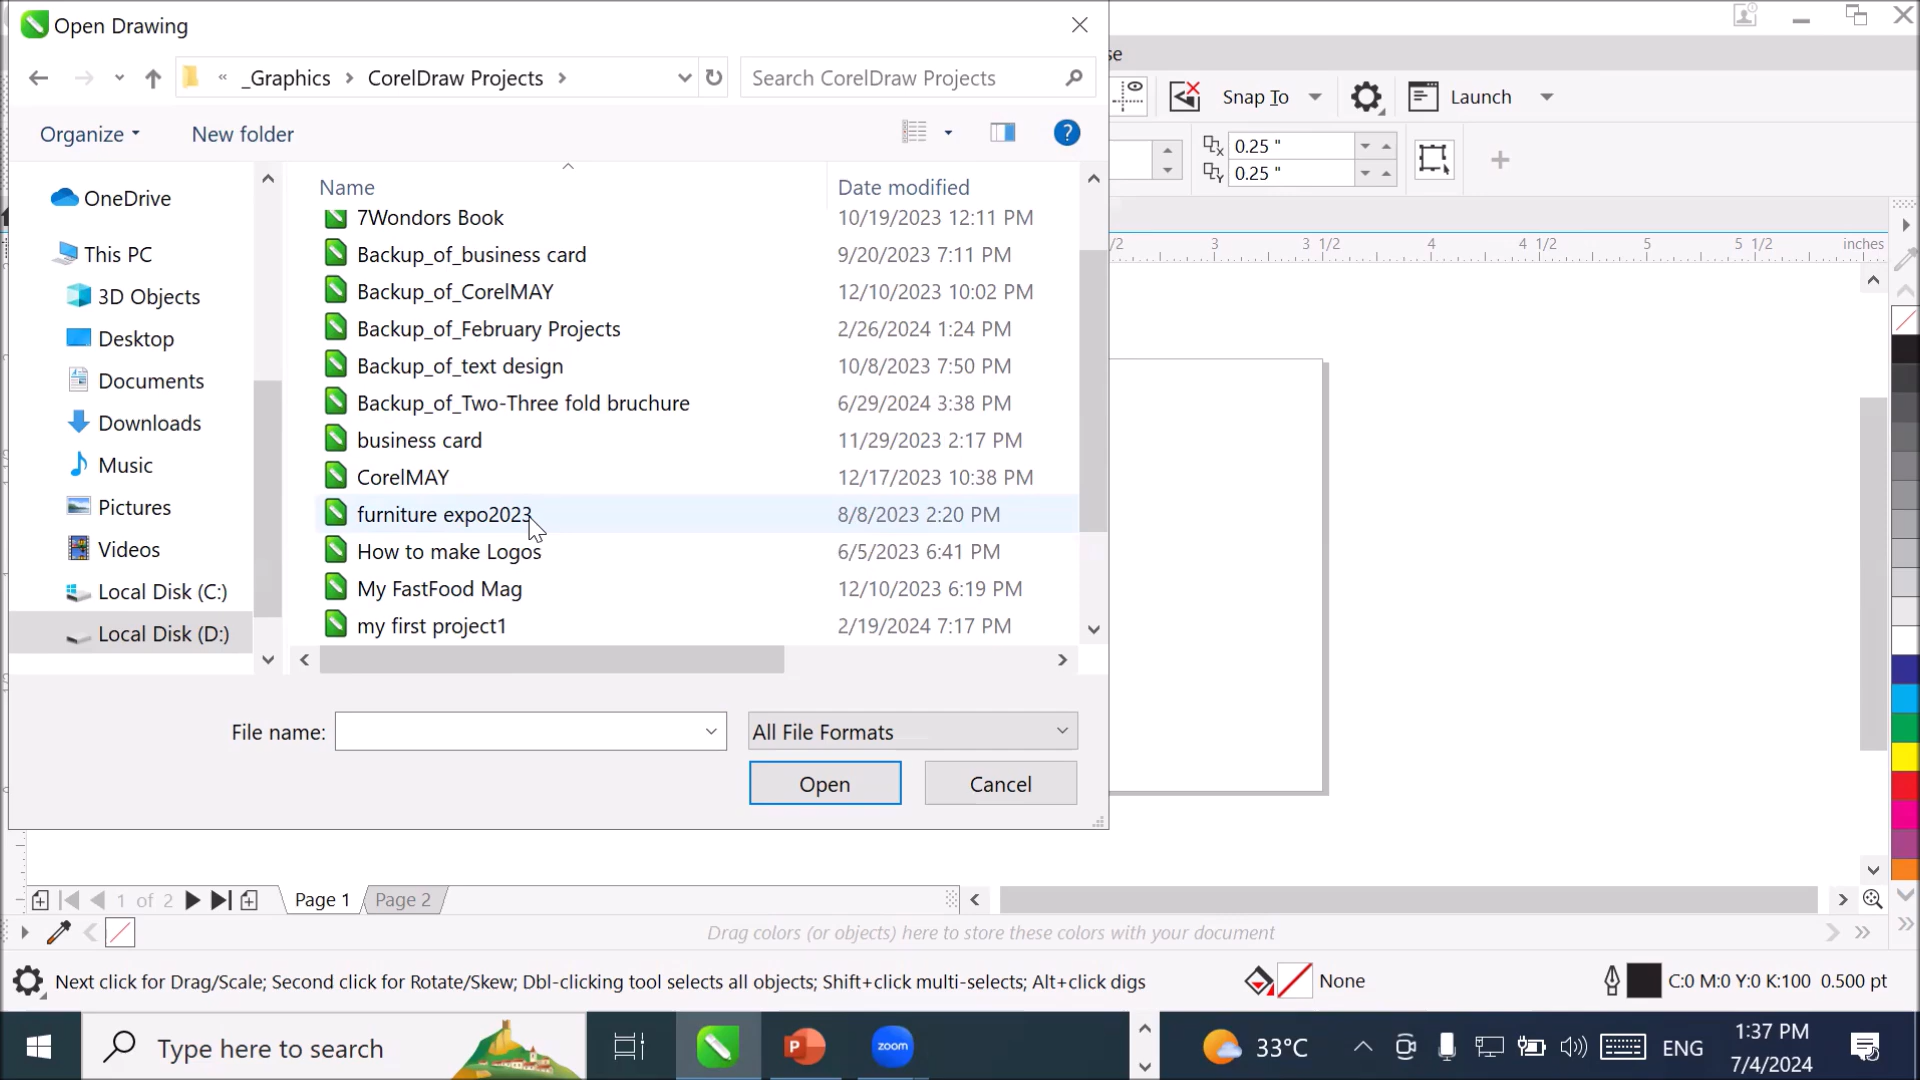 Open Drawing
« _Graphics > CorelDraw Projects >
Search CorelDraw Projects
se
Snap To
Launch
Organize
New folder
?
0.25 "
0.25 "
OneDrive
This PC
3D Objects
Desktop
Documents
Downloads
Music
Pictures
Videos
Local Disk (C:)
Local Disk (D:)
Name Date modified
7Wondors Book 10/19/2023 12:11 PM
Backup_of_business card 9/20/2023 7:11 PM
Backup_of_CorelMAY 12/10/2023 10:02 PM
Backup_of_February Projects 2/26/2024 1:24 PM
Backup_of_text design 10/8/2023 7:50 PM
Backup_of_Two-Three fold bruchure 6/29/2024 3:38 PM
business card 11/29/2023 2:17 PM
CorelMAY 12/17/2023 10:38 PM
furniture expo2023 8/8/2023 2:20 PM
How to make Logos 6/5/2023 6:41 PM
My FastFood Mag 12/10/2023 6:19 PM
my first project1 2/19/2024 7:17 PM
1/2 3 3 1/2 4 4 1/2 5 5 1/2 inches
File name:
All File Formats
Open
Cancel
1 of 2
Page 1
Page 2
Drag colors (or objects) here to store these colors with your document
Next click for Drag/Scale; Second click for Rotate/Skew; Dbl-clicking tool selects all objects; Shift+click multi-selects; Alt+click digs
None
C:0 M:0 Y:0 K:100 0.500 pt
Type here to search
P
zoom
33°C
ENG
1:37 PM
7/4/2024